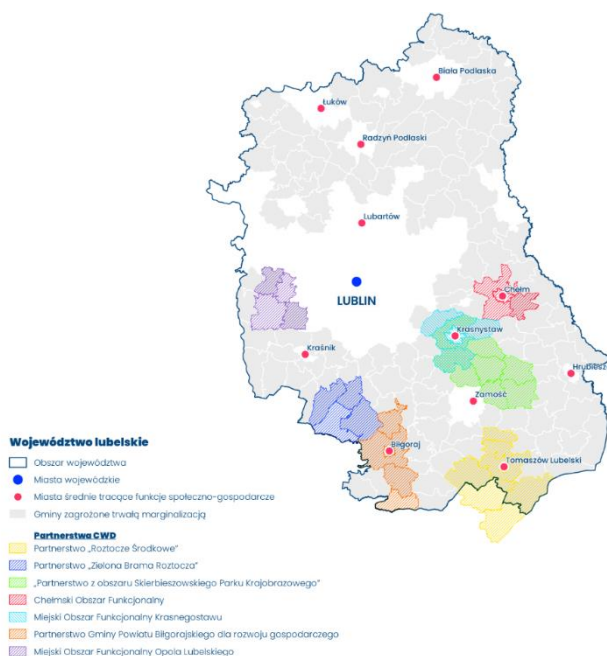 Biała Podlaska
Łuków
Radzyń Podlaski
Lubartów
LUBLIN
Chełm
Krasnystaw
Kraśnik
Hrubiesz
Zamość
Biłgoraj
Tomaszów Lubelski
Województwo lubelskie
Obszar województwa
Miasta wojewódzkie
Miasta średnie tracące funkcje społeczno-gospodarcze
Gminy zagrożone trwałą marginalizacją
Partnerstwa CWD
Partnerstwo „Roztocze Środkowe"
Partnerstwo „Zielona Brama Roztocza"
„Partnerstwo z obszaru Skierbieszowskiego Parku Krajobrazowego"
Chełmski Obszar Funkcjonalny
Miejski Obszar Funkcjonalny Krasnegostawu
Partnerstwo Gminy Powiatu Biłgorajskiego dla rozwoju gospodarczego
Miejski Obszar Funkcjonalny Opola Lubelskiego